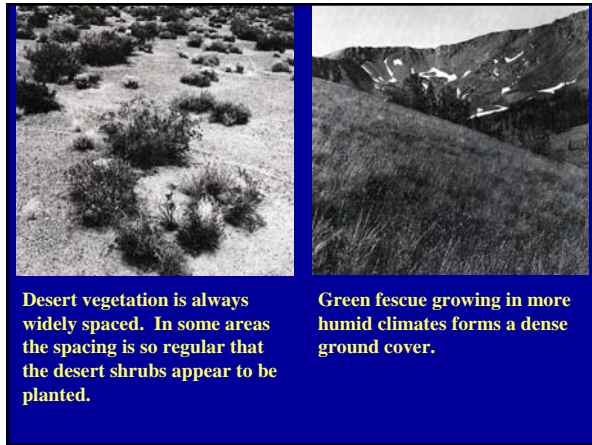 Desert vegetation is always
widely spaced.  In some areas
the spacing is so regular that
the desert shrubs appear to be
planted.
Green fescue growing in more
humid climates forms a dense
ground cover.